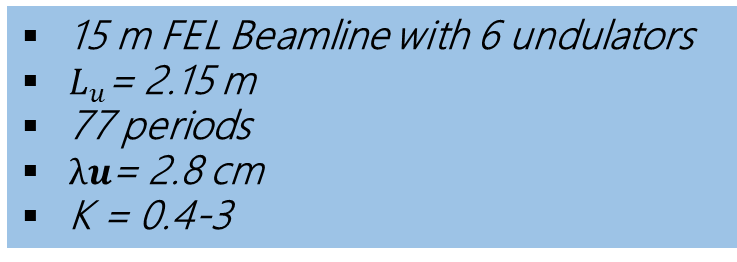 ▪ 15 m FEL Beamline with 6 undulators
▪ Lᵤ = 2.15 m
▪ 77 periods
▪ λu= 2.8 cm
▪ K = 0.4-3